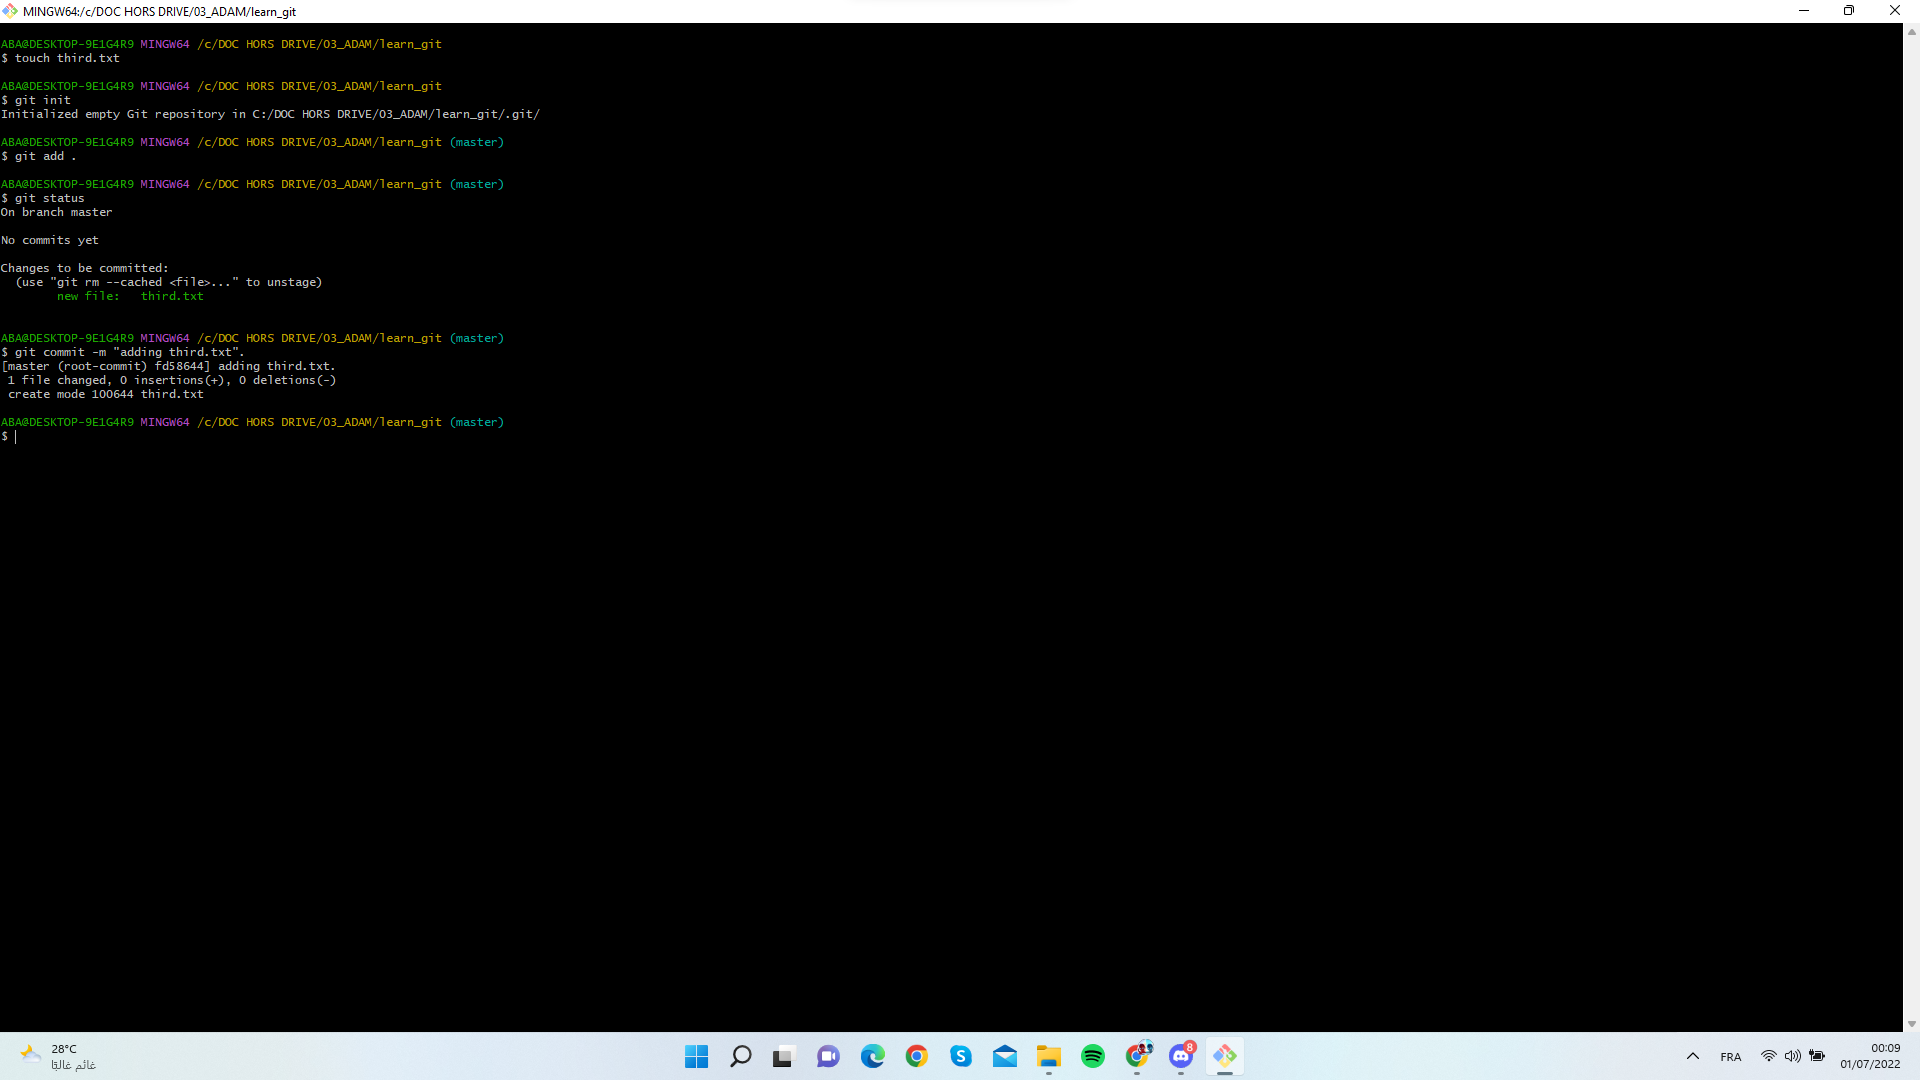 MINGW64:/c/DOC HORS DRIVE/03_ADAM/learn_git
ABA@DESKTOP-9E1G4R9 MINGW64 /c/DOC HORS DRIVE/03_ADAM/learn_git
$ touch third.txt
ABA@DESKTOP-9E1G4R9 MINGW64 /c/DOC HORS DRIVE/03_ADAM/learn_git
$ git init
Initialized empty Git repository in C:/DOC HORS DRIVE/03_ADAM/learn_git/.git/
ABA@DESKTOP-9E1G4R9 MINGW64 /c/DOC HORS DRIVE/03_ADAM/learn_git (master)
$ git add .
ABA@DESKTOP-9E1G4R9 MINGW64 /c/DOC HORS DRIVE/03_ADAM/learn_git (master)
$ git status
On branch master
No commits yet
Changes to be committed:
  (use "git rm --cached <file>..." to unstage)
        new file:   third.txt
ABA@DESKTOP-9E1G4R9 MINGW64 /c/DOC HORS DRIVE/03_ADAM/learn_git (master)
$ git commit -m "adding third.txt".
[master (root-commit) fd58644] adding third.txt.
 1 file changed, 0 insertions(+), 0 deletions(-)
 create mode 100644 third.txt
ABA@DESKTOP-9E1G4R9 MINGW64 /c/DOC HORS DRIVE/03_ADAM/learn_git (master)
$
28°C
غائم غالبًا
S
8
FRA
00:09
01/07/2022